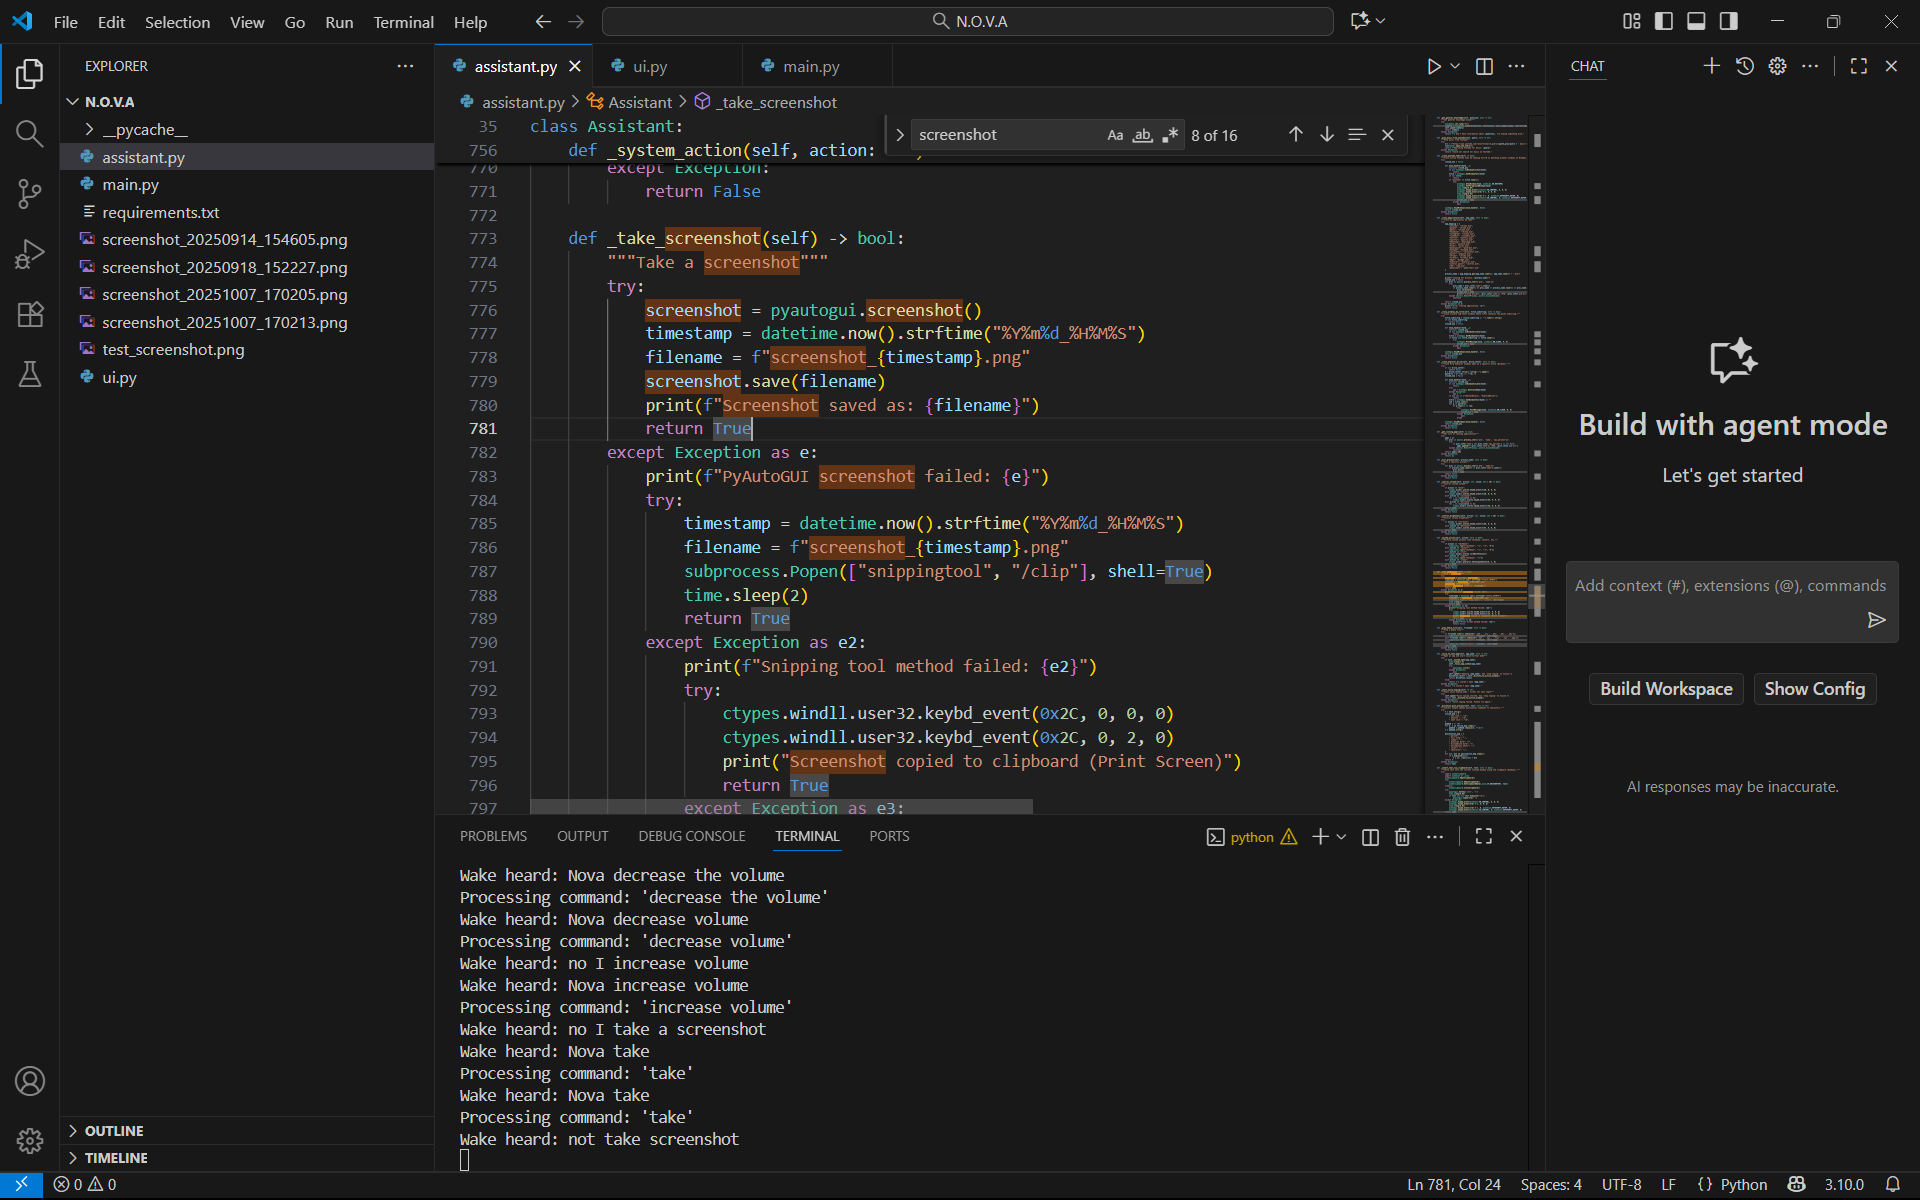 File Edit Selection View Go Run Terminal Help
N.O.V.A
EXPLORER
N.O.V.A
__pycache__
assistant.py
main.py
requirements.txt
screenshot_20250914_154605.png
screenshot_20250918_152227.png
screenshot_20251007_170205.png
screenshot_20251007_170213.png
test_screenshot.png
ui.py
OUTLINE
TIMELINE
assistant.py ui.py main.py
assistant.py > Assistant > _take_screenshot
screenshot Aa ab 8 of 16
35 class Assistant:
756 def _system_action(self, action:
770 except Exception:
771 return False
772
773 def _take_screenshot(self) -> bool:
774 """Take a screenshot"""
775 try:
776 screenshot = pyautogui.screenshot()
777 timestamp = datetime.now().strftime("%Y%m%d_%H%M%S")
778 filename = f"screenshot_{timestamp}.png"
779 screenshot.save(filename)
780 print(f"Screenshot saved as: {filename}")
781 return True
782 except Exception as e:
783 print(f"PyAutoGUI screenshot failed: {e}")
784 try:
785 timestamp = datetime.now().strftime("%Y%m%d_%H%M%S")
786 filename = f"screenshot_{timestamp}.png"
787 subprocess.Popen(["snippingtool", "/clip"], shell=True)
788 time.sleep(2)
789 return True
790 except Exception as e2:
791 print(f"Snipping tool method failed: {e2}")
792 try:
793 ctypes.windll.user32.keybd_event(0x2C, 0, 0, 0)
794 ctypes.windll.user32.keybd_event(0x2C, 0, 2, 0)
795 print("Screenshot copied to clipboard (Print Screen)")
796 return True
797 except Exception as e3:
PROBLEMS OUTPUT DEBUG CONSOLE TERMINAL PORTS
python
Wake heard: Nova decrease the volume
Processing command: 'decrease the volume'
Wake heard: Nova decrease volume
Processing command: 'decrease volume'
Wake heard: no I increase volume
Wake heard: Nova increase volume
Processing command: 'increase volume'
Wake heard: no I take a screenshot
Wake heard: Nova take
Processing command: 'take'
Wake heard: Nova take
Processing command: 'take'
Wake heard: not take screenshot
CHAT
Build with agent mode
Let's get started
Add context (#), extensions (@), commands
Build Workspace Show Config
AI responses may be inaccurate.
0 0 Ln 781, Col 24 Spaces: 4 UTF-8 LF {} Python 3.10.0